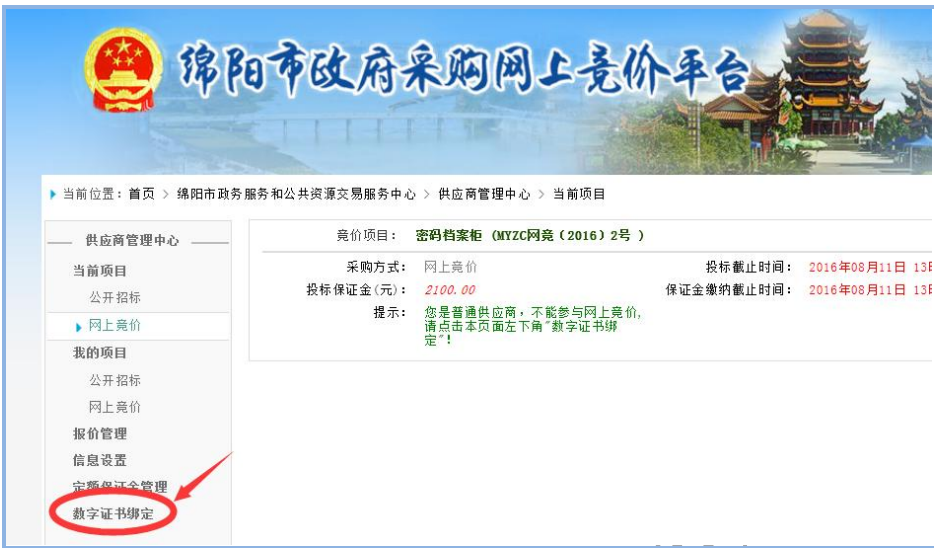 绵阳市政府采购网上竞价平台
当前位置：首页 > 绵阳市政务服务和公共资源交易服务中心 > 供应商管理中心 > 当前项目
供应商管理中心
当前项目
公开招标
网上竞价
我的项目
公开招标
网上竞价
报价管理
信息设置
定额保证金管理
数字证书绑定
竞价项目： 密码档案柜（MYZC网竞（2016）2号 ）
采购方式： 网上竞价 投标截止时间： 2016年08月11日 13时
投标保证金(元)： 2100.00 保证金缴纳截止时间： 2016年08月11日 13时
提示： 您是普通供应商，不能参与网上竞价，
请点击本页面左下角"数字证书绑
定"！